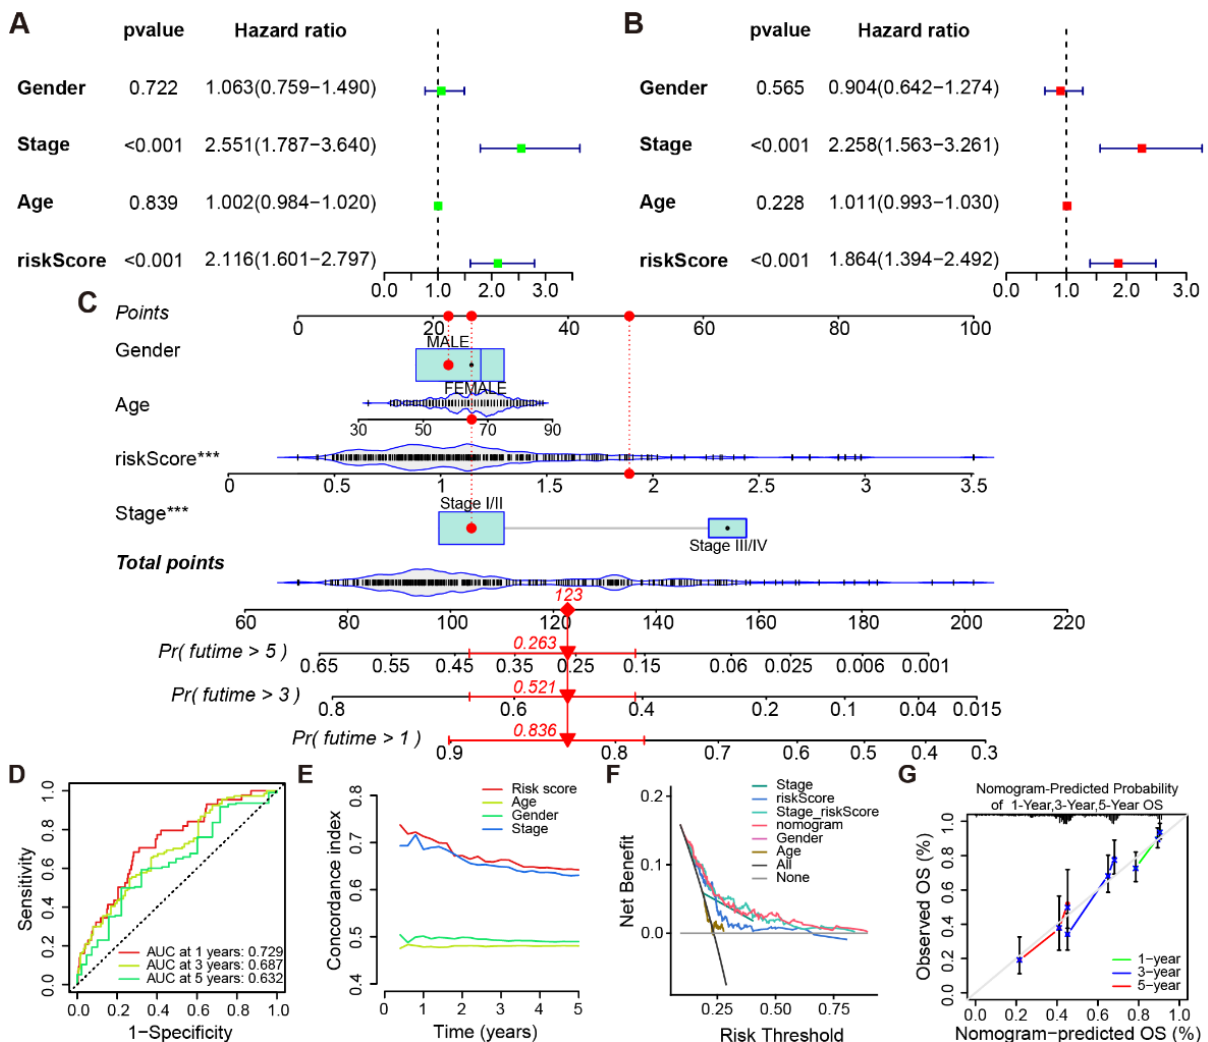 A
pvalue Hazard ratio
Gender 0.722 1.063(0.759−1.490)
Stage <0.001 2.551(1.787−3.640)
Age 0.839 1.002(0.984−1.020)
riskScore <0.001 2.116(1.601−2.797)
0.0 1.0 2.0 3.0
B
pvalue Hazard ratio
Gender 0.565 0.904(0.642−1.274)
Stage <0.001 2.258(1.563−3.261)
Age 0.228 1.011(0.993−1.030)
riskScore <0.001 1.864(1.394−2.492)
0.0 1.0 2.0 3.0
C
Points
0 20 40 60 80 100
Gender
MALE
FEMALE
Age
30 50 70 90
riskScore***
0 0.5 1 1.5 2 2.5 3 3.5
Stage***
Stage I/II
Stage III/IV
Total points
123
60 80 100 120 140 160 180 200 220
Pr( futime > 5 )
0.263
0.65 0.55 0.45 0.35 0.25 0.15 0.06 0.025 0.006 0.001
Pr( futime > 3 )
0.521
0.8 0.6 0.4 0.2 0.1 0.04 0.015
Pr( futime > 1 )
0.836
0.9 0.8 0.7 0.6 0.5 0.4 0.3
D
Sensitivity
0.0 0.2 0.4 0.6 0.8 1.0
AUC at 1 years: 0.729
AUC at 3 years: 0.687
AUC at 5 years: 0.632
0.0 0.2 0.4 0.6 0.8 1.0
1−Specificity
E
Concordance index
0.4 0.5 0.6 0.7 0.8
Risk score
Age
Gender
Stage
0 1 2 3 4 5
Time (years)
F
Net Benefit
0.0 0.1 0.2
Stage
riskScore
Stage_riskScore
nomogram
Gender
Age
All
None
0.25 0.50 0.75
Risk Threshold
G
Nomogram-Predicted Probability
of 1-Year,3-Year,5-Year OS
Observed OS (%)
0.0 0.2 0.4 0.6 0.8 1.0
1-year
3-year
5-year
0.0 0.2 0.4 0.6 0.8 1.0
Nomogram−predicted OS (%)